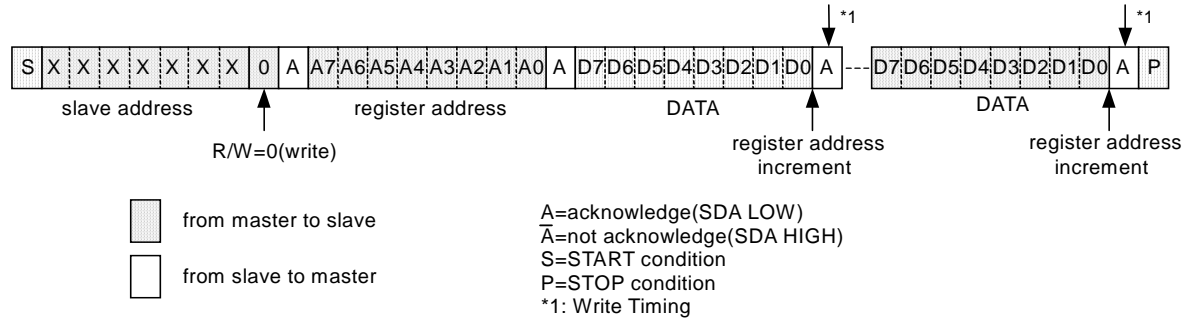 *1 *1
S X X X X X X X 0 A A7 A6 A5 A4 A3 A2 A1 A0 A D7 D6 D5 D4 D3 D2 D1 D0 A ---- D7 D6 D5 D4 D3 D2 D1 D0 A P
slave address register address DATA DATA
R/W=0(write)
register address
increment
register address
increment
from master to slave
from slave to master
A=acknowledge(SDA LOW)
A̅=not acknowledge(SDA HIGH)
S=START condition
P=STOP condition
*1: Write Timing